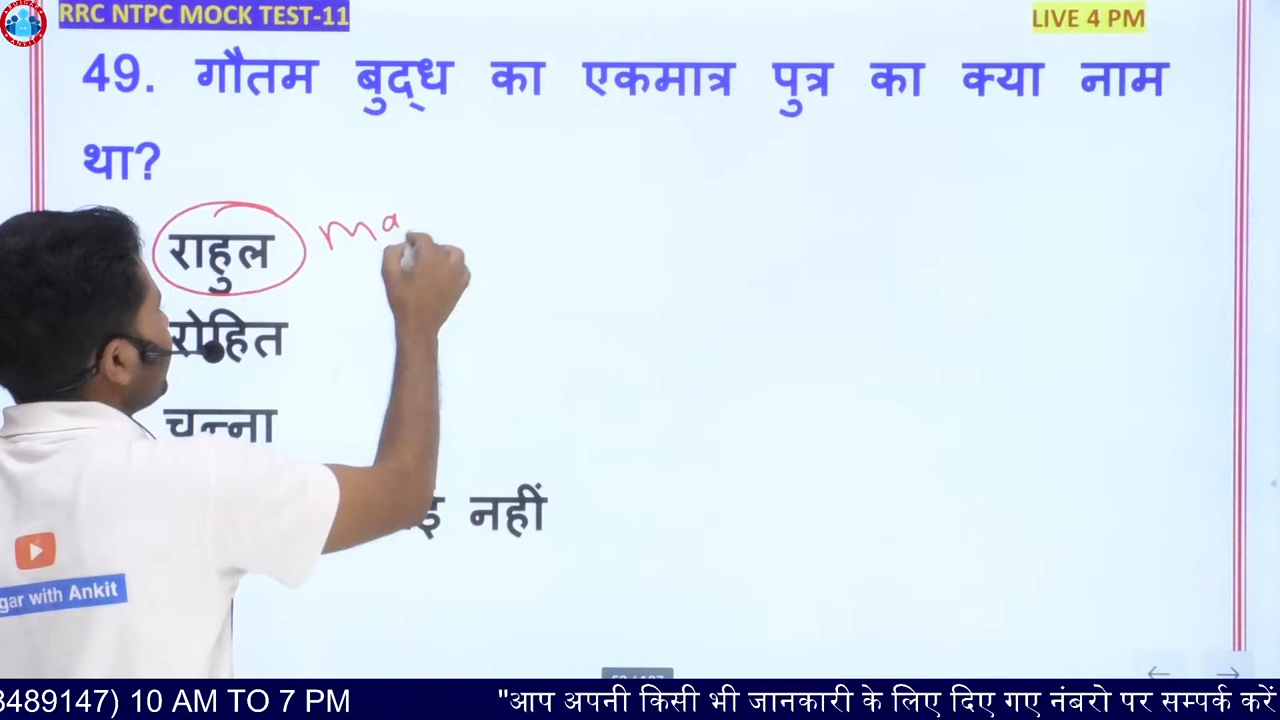 RRC NTPC MOCK TEST-11
LIVE 4 PM
49. गौतम बुद्ध का एकमात्र पुत्र का क्या नाम
था?
राहुल ma
रोहित
चन्ना
नहीं
gar with Ankit
3489147) 10 AM TO 7 PM "आप अपनी किसी भी जानकारी के लिए दिए गए नंबरो पर सम्पर्क करें